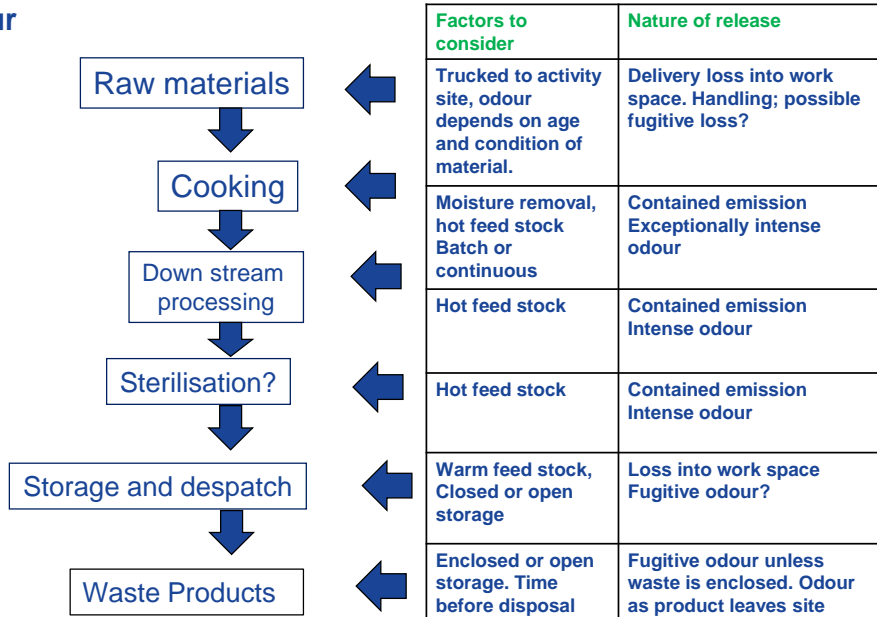 ur
Raw materials
Cooking
Down stream
processing
Sterilisation?
Storage and despatch
Waste Products
Factors to
consider
Nature of release
Trucked to activity
site, odour
depends on age
and condition of
material.
Delivery loss into work
space. Handling; possible
fugitive loss?
Moisture removal,
hot feed stock
Batch or
continuous
Contained emission
Exceptionally intense
odour
Hot feed stock
Contained emission
Intense odour
Hot feed stock
Contained emission
Intense odour
Warm feed stock,
Closed or open
storage
Loss into work space
Fugitive odour?
Enclosed or open
storage. Time
before disposal
Fugitive odour unless
waste is enclosed. Odour
as product leaves site